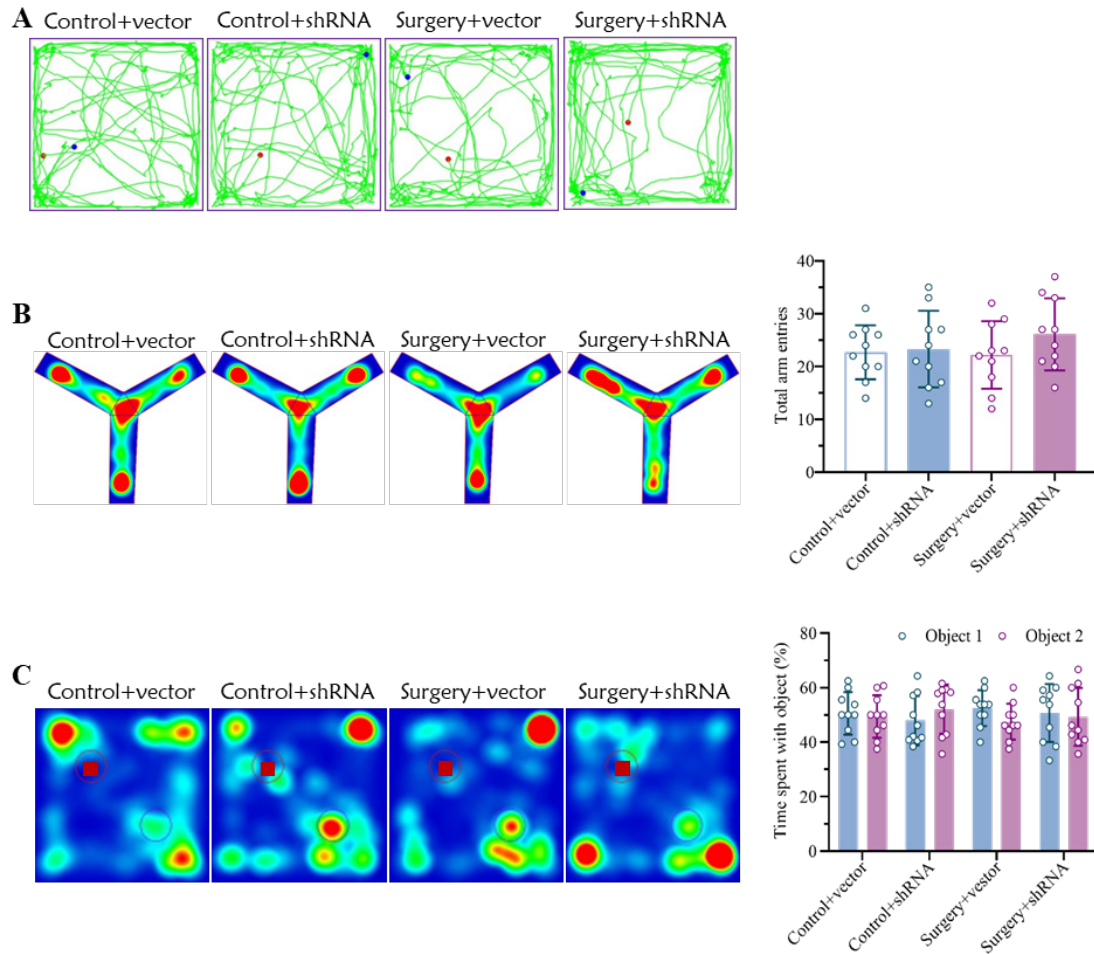 A
Control+vector Control+shRNA Surgery+vector Surgery+shRNA
B
Control+vector Control+shRNA Surgery+vector Surgery+shRNA
Total arm entries
40
30
20
10
0
Control+vector
Control+shRNA
Surgery+vector
Surgery+shRNA
C
Control+vector Control+shRNA Surgery+vector Surgery+shRNA
Time spent with object (%)
Object 1 Object 2
80
60
40
20
0
Control+vector
Control+shRNA
Surgery+vestor
Surgery+shRNA